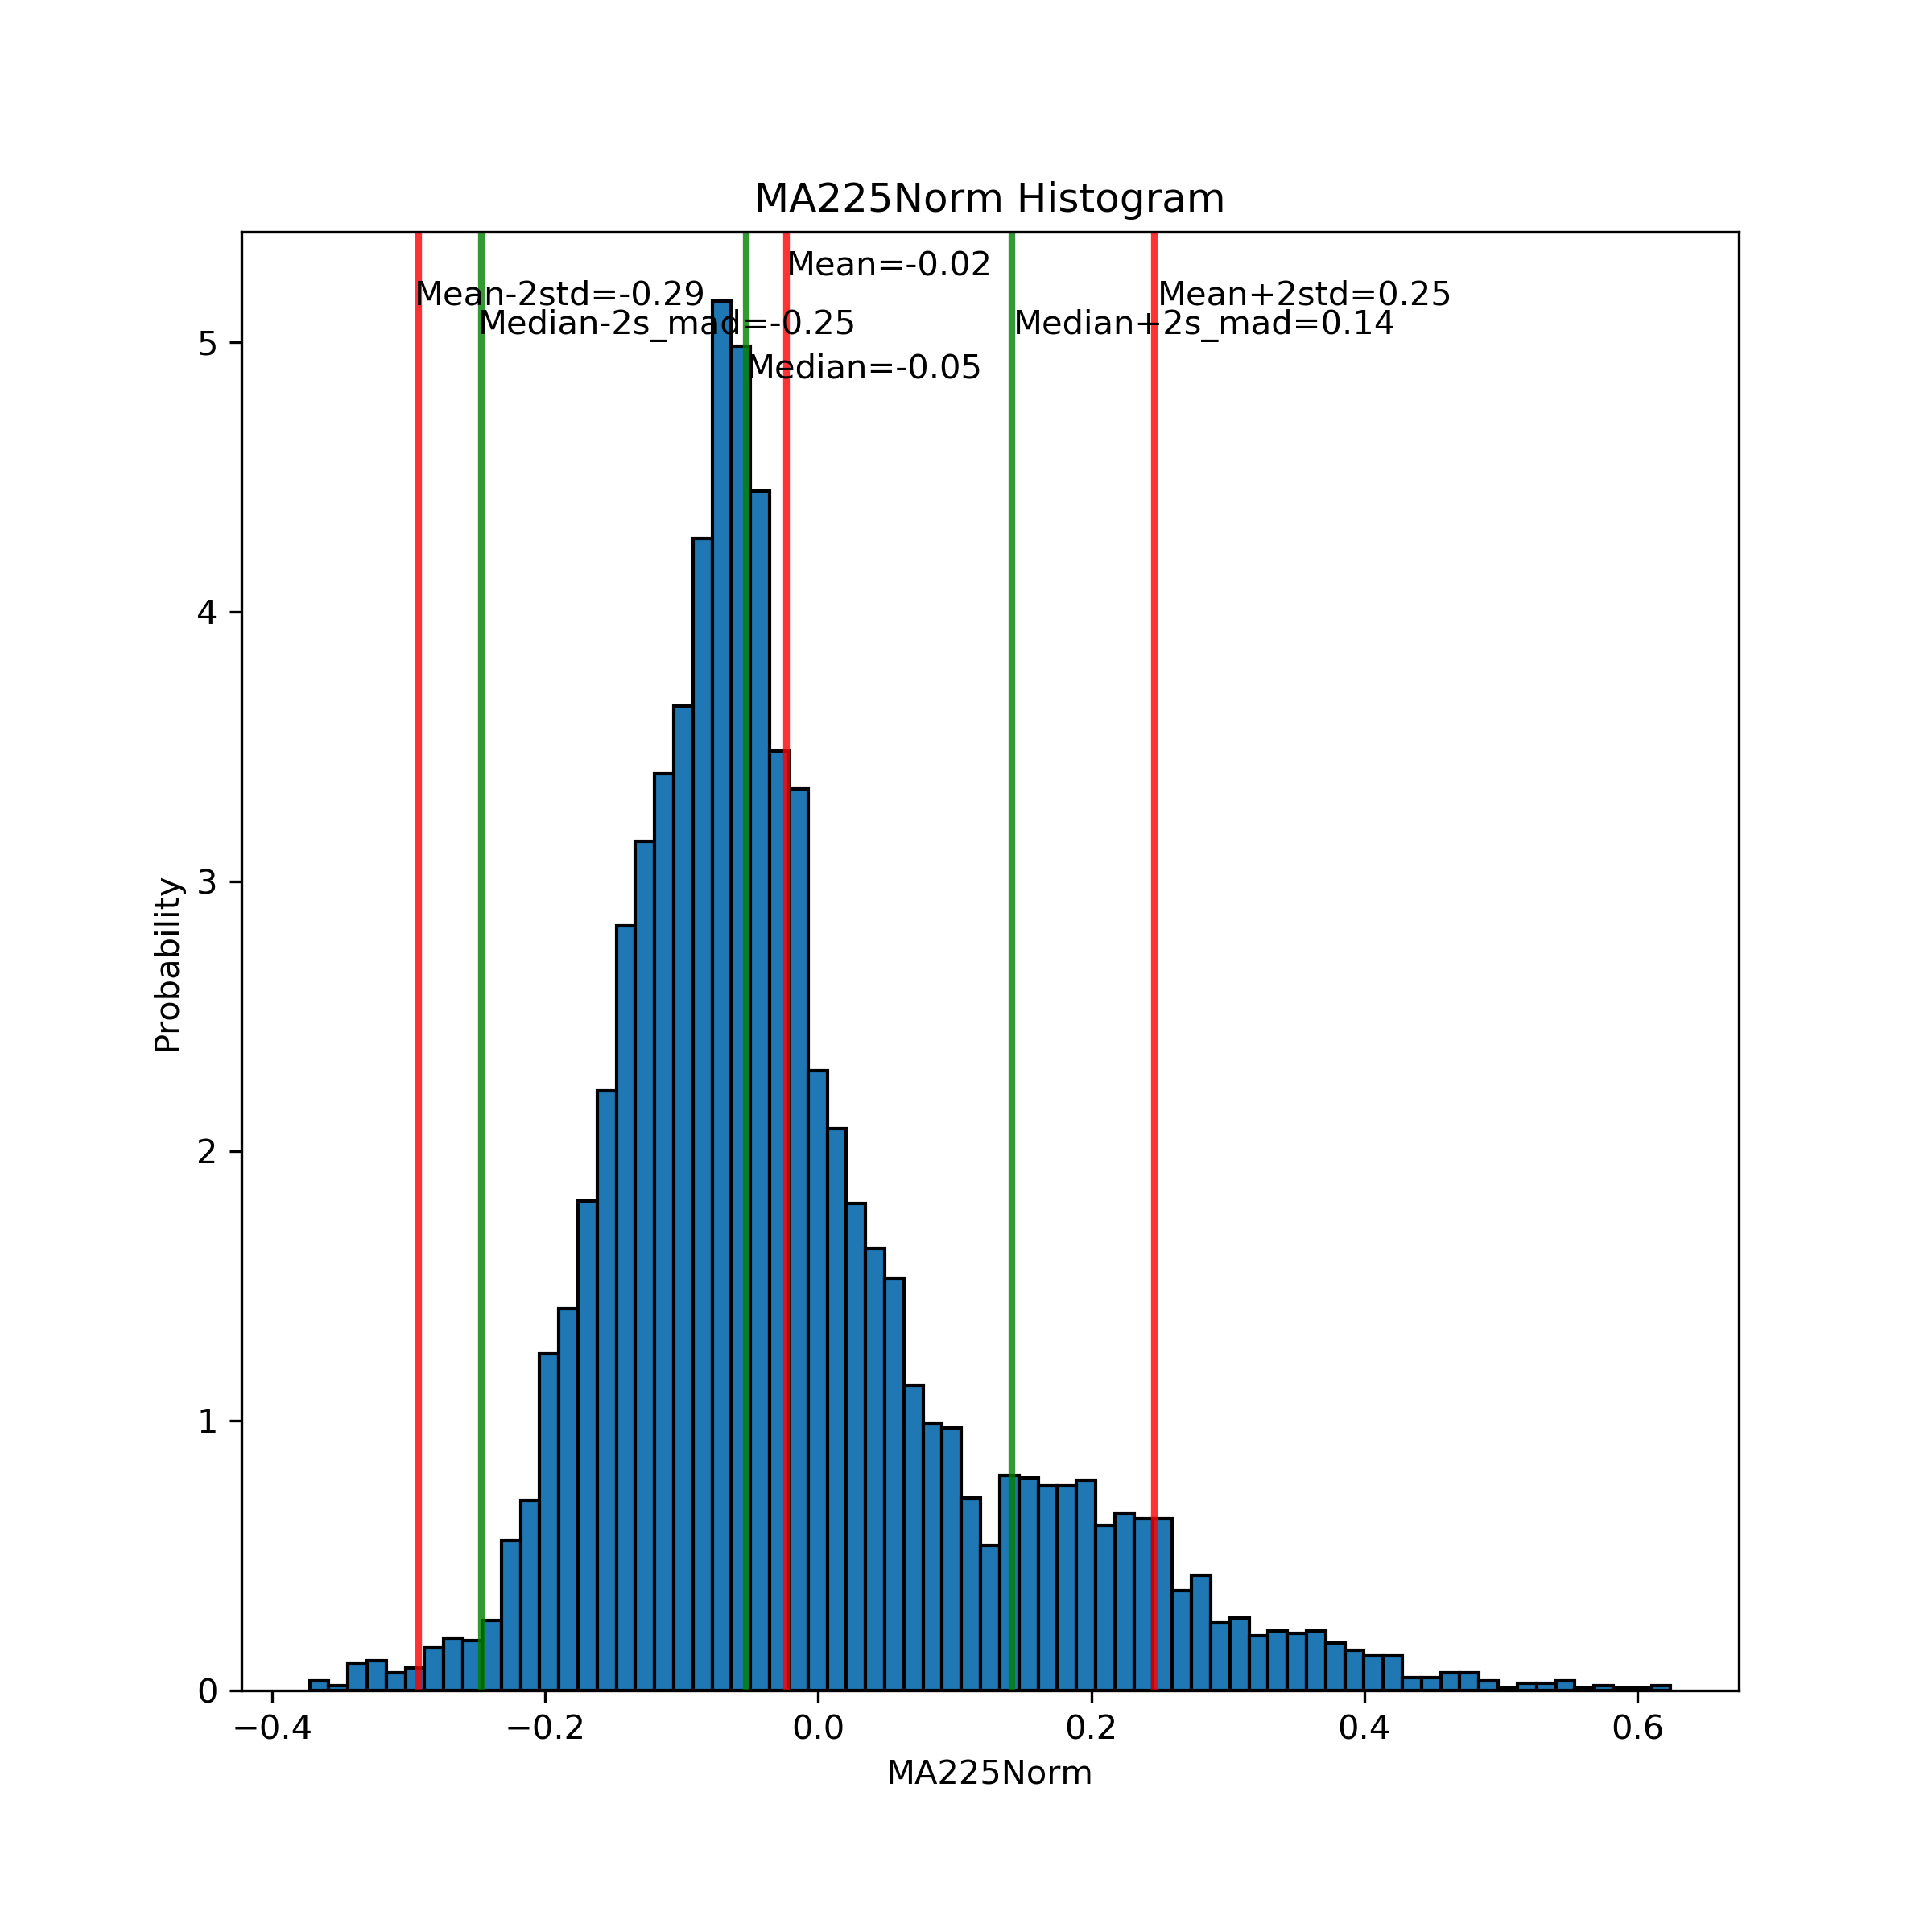 MA225Norm Histogram
Mean=-0.02
Mean-2std=-0.29
Mean+2std=0.25
Median-2s_mad=-0.25
Median+2s_mad=0.14
Median=-0.05
5
4
3
2
1
0
Probability
−0.4
−0.2
0.0
0.2
0.4
0.6
MA225Norm